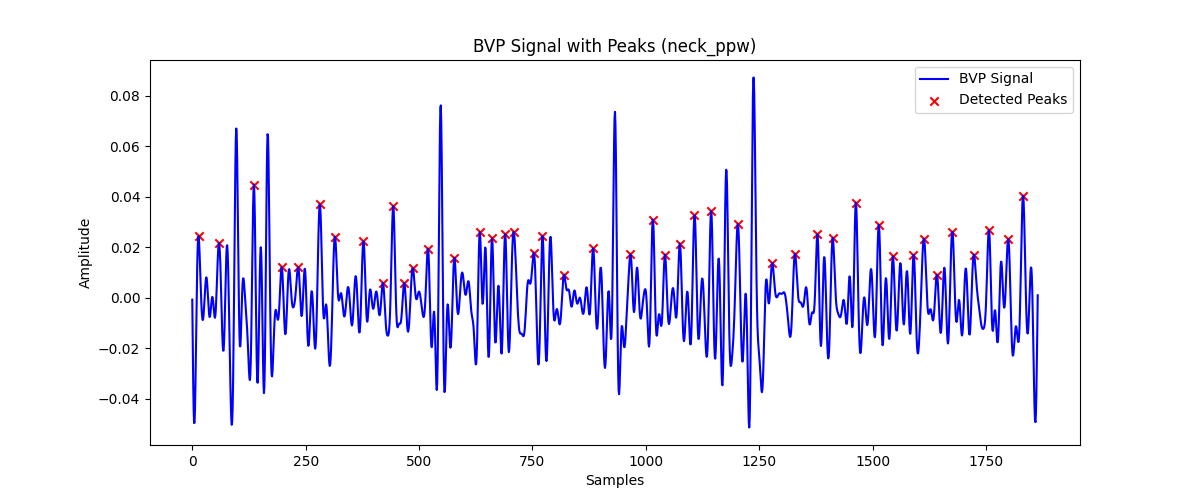 BVP Signal with Peaks (neck_ppw)
BVP Signal
Detected Peaks
Amplitude
0.08
0.06
0.04
0.02
0.00
−0.02
−0.04
0 250 500 750 1000 1250 1500 1750
Samples